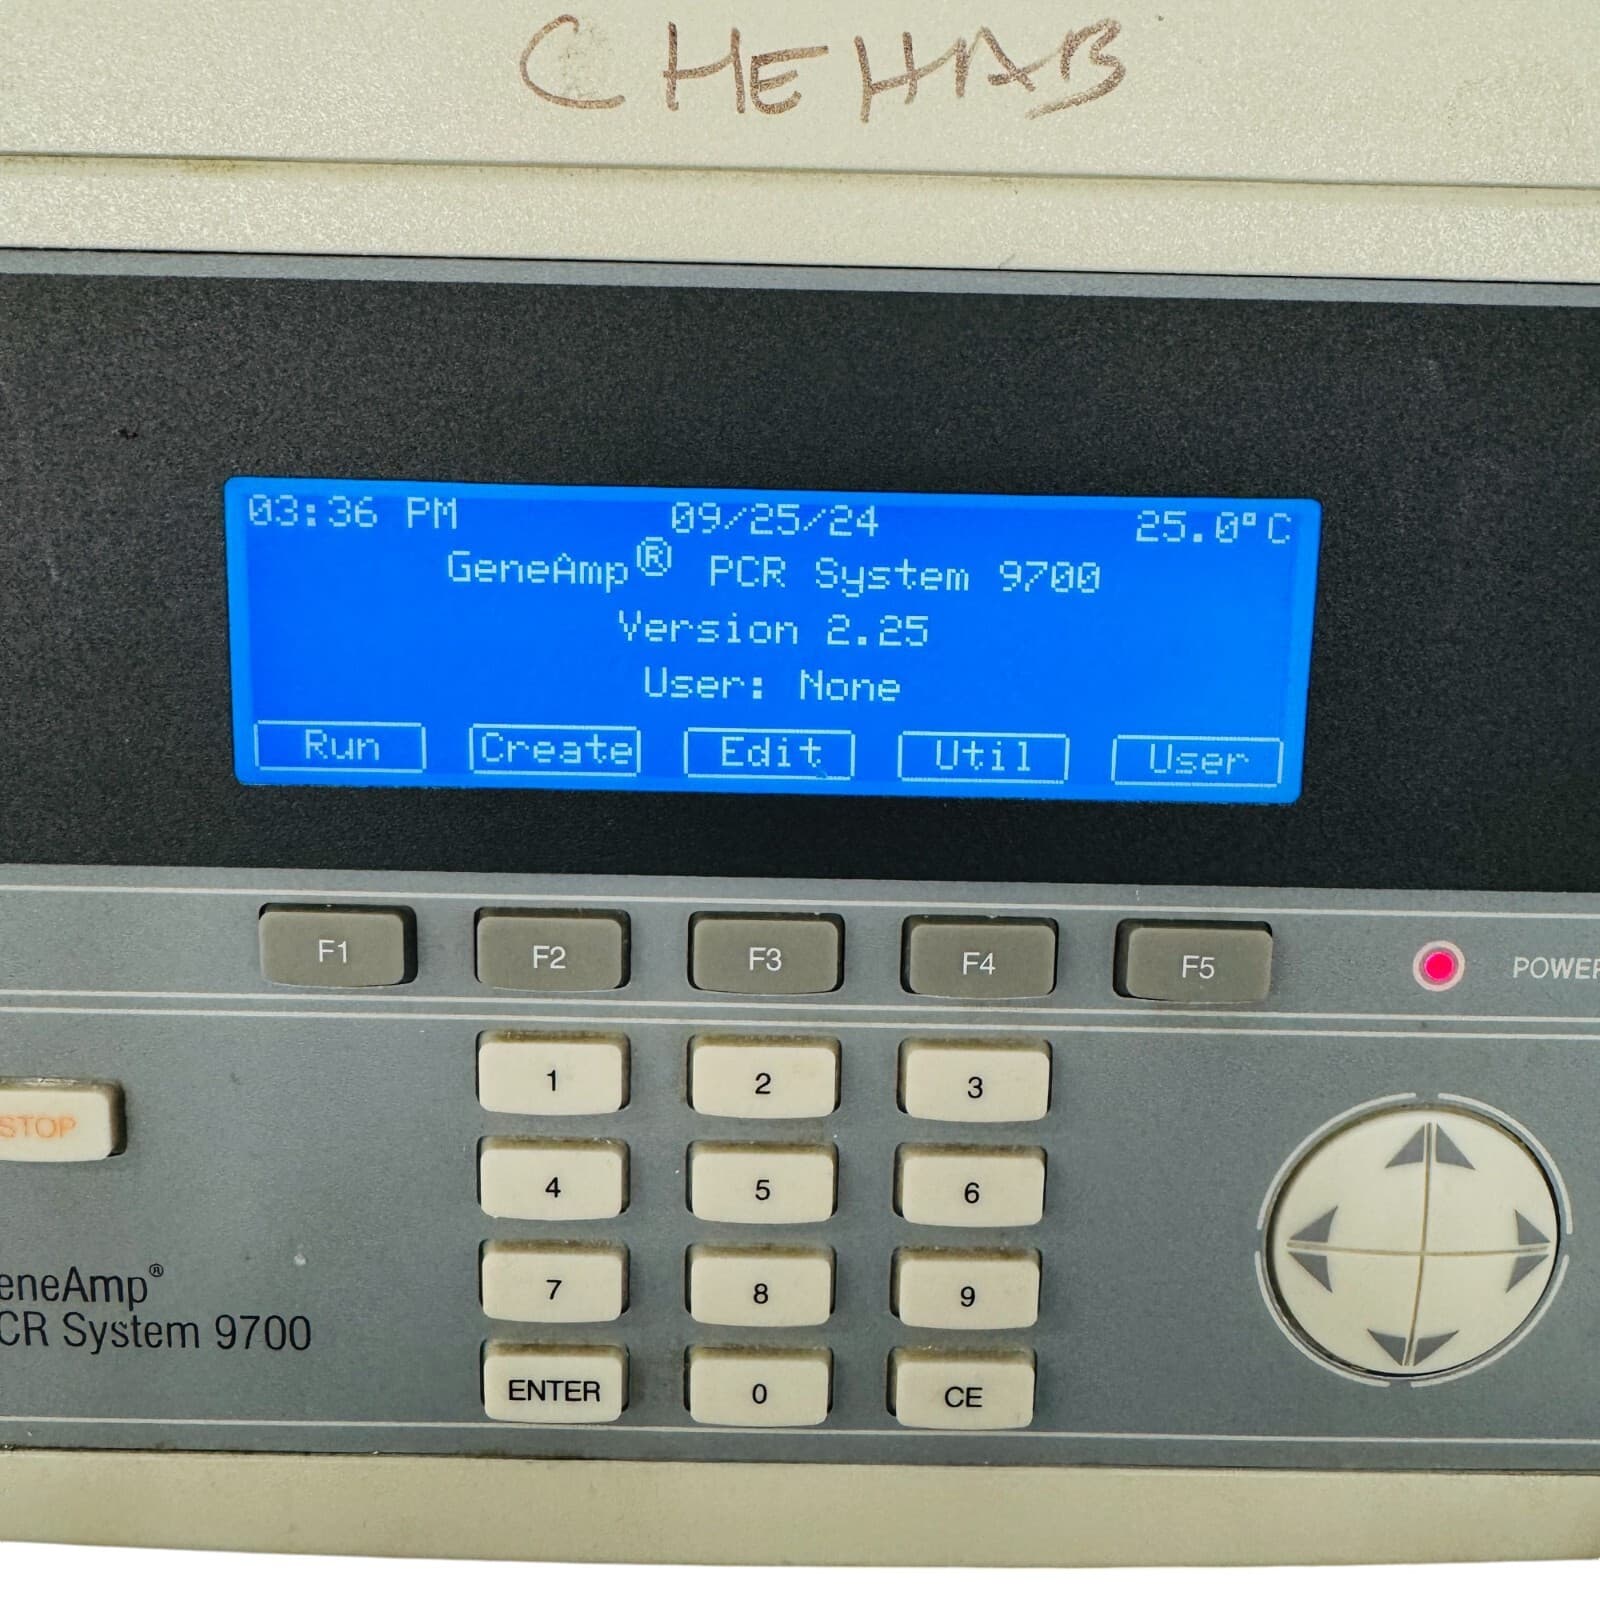 CHEHAB
03:36 PM 09/25/24 25.0°C
GeneAmp® PCR System 9700
Version 2.25
User: None
Run Create Edit Util User
F1 F2 F3 F4 F5 POWER
1 2 3
STOP
4 5 6
7 8 9
eneAmp®
CR System 9700
ENTER 0 CE